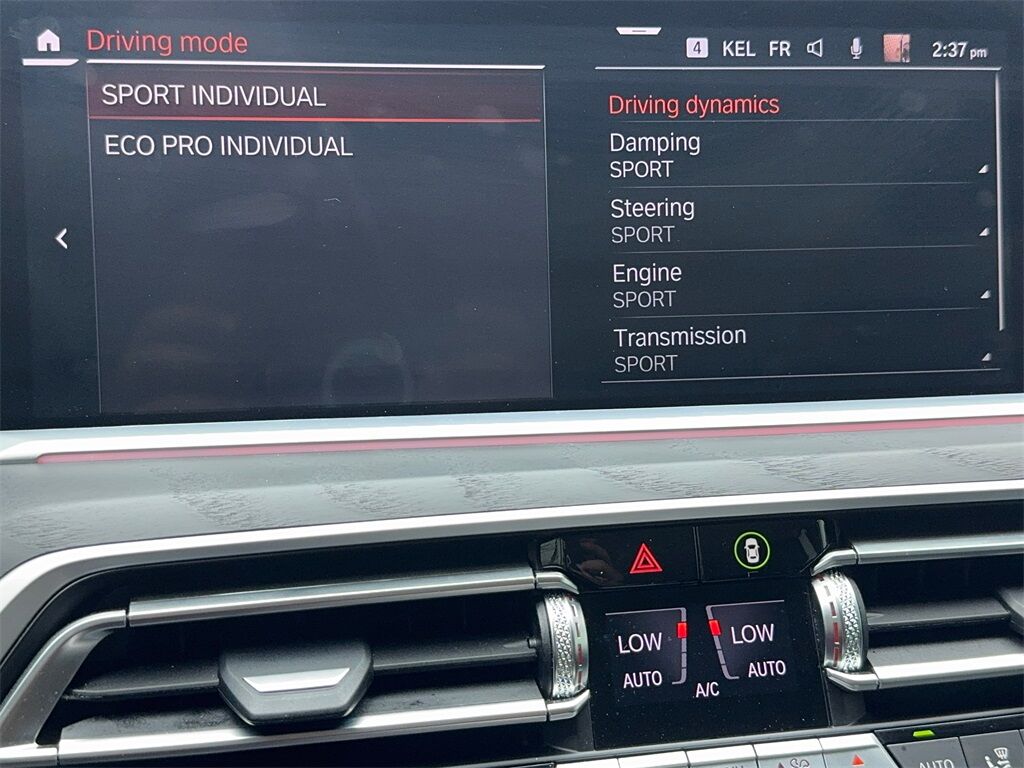 Driving mode
4 KEL FR 2:37 pm
SPORT INDIVIDUAL
ECO PRO INDIVIDUAL
Driving dynamics
Damping
SPORT
Steering
SPORT
Engine
SPORT
Transmission
SPORT
LOW LOW
AUTO AUTO
A/C
AUTO